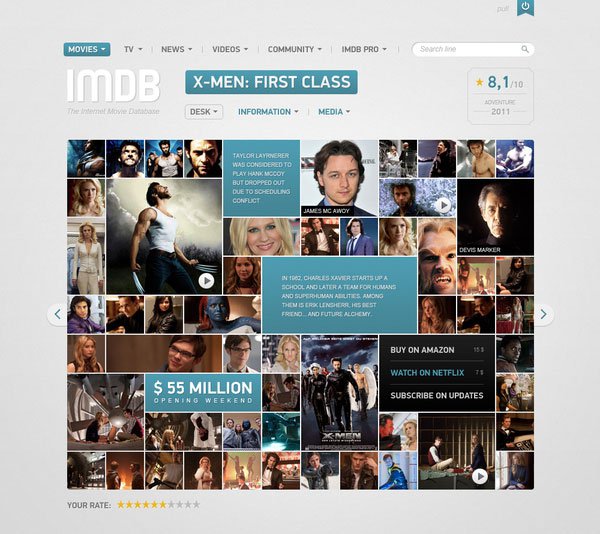 pull
MOVIES
TV
NEWS
VIDEOS
COMMUNITY
IMDB PRO
Search line
IMDB
The Internet Movie Database
X-MEN: FIRST CLASS
DESK
INFORMATION
MEDIA
8,1/10
ADVENTURE
2011
TAYLOR LAYRNERER
WAS CONSIDERED TO
PLAY HANK MCCOY
BUT DROPPED OUT
DUE TO SCHEDULING
CONFLICT
JAMES MC AWOY
DEVIS MARKER
IN 1962, CHARLES XAVIER STARTS UP A
SCHOOL AND LATER A TEAM FOR HUMANS
AND SUPERHUMAN ABILITIES. AMONG
THEM IS ERIK LENSHERR, HIS BEST
FRIEND... AND FUTURE ALCHEMY.
$ 55 MILLION
OPENING WEEKEND
X-MEN
BUY ON AMAZON 15 $
WATCH ON NETFLIX 7 $
SUBSCRIBE ON UPDATES
YOUR RATE: